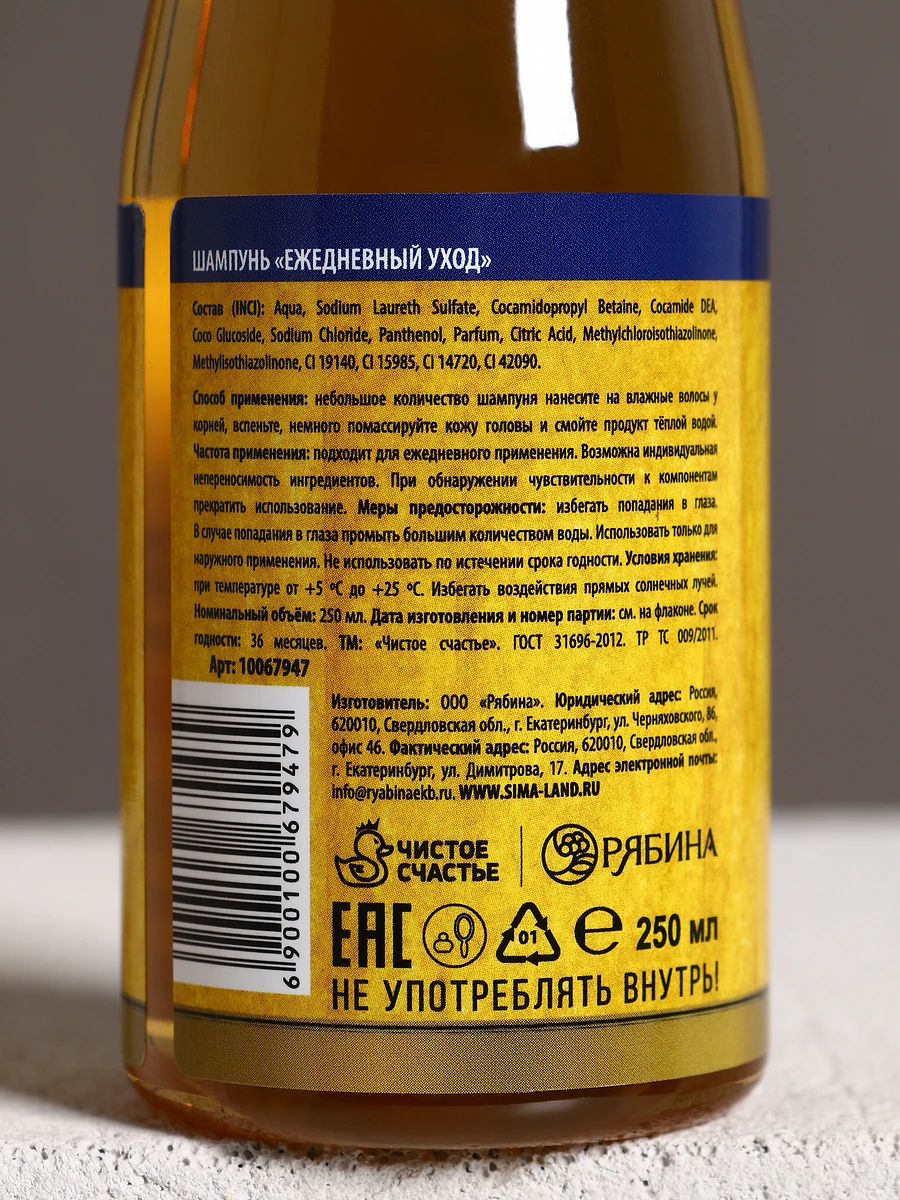 ШАМПУНЬ «ЕЖЕДНЕВНЫЙ УХОД»
Состав (INCI): Aqua, Sodium Laureth Sulfate, Cocamidopropyl Betaine, Cocamide DEA,
Coco Glucoside, Sodium Chloride, Panthenol, Parfum, Citric Acid, Methylchloroisothiazolinone,
Methylisothiazolinone, CI 19140, CI 15985, CI 14720, CI 42090.
Способ применения: небольшое количество шампуня нанесите на влажные волосы у
корней, вспеньте, немного помассируйте кожу головы и смойте продукт тёплой водой.
Частота применения: подходит для ежедневного применения. Возможна индивидуальная
непереносимость ингредиентов. При обнаружении чувствительности к компонентам
прекратить использование. Меры предосторожности: избегать попадания в глаза.
В случае попадания в глаза промыть большим количеством воды. Использовать только для
наружного применения. Не использовать по истечении срока годности. Условия хранения:
при температуре от +5 °C до +25 °C. Избегать воздействия прямых солнечных лучей.
Номинальный объём: 250 мл. Дата изготовления и номер партии: см. на флаконе. Срок
годности: 36 месяцев. ТМ: «Чистое счастье». ГОСТ 31696-2012. ТР ТС 009/2011.
Арт: 10067947
Изготовитель: ООО «Рябина». Юридический адрес: Россия,
620010, Свердловская обл., г. Екатеринбург, ул. Черняховского, 86,
офис 46. Фактический адрес: Россия, 620010, Свердловская обл.,
г. Екатеринбург, ул. Димитрова, 17. Адрес электронной почты:
info@ryabinaekb.ru. WWW.SIMA-LAND.RU
6 900100 679479
ЧИСТОЕ
СЧАСТЬЕ
РЯБИНА
EAC 01 e 250 мл
НЕ УПОТРЕБЛЯТЬ ВНУТРЬ!